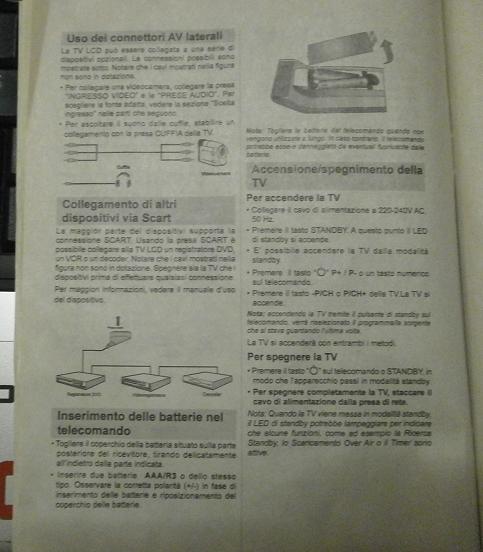 Uso dei connettori AV laterali
La TV LCD può essere collegata a una serie di
dispositivi opzionali. Le connessioni possibili sono
mostrate sotto. Notare che i cavi mostrati nella figura
non sono in dotazione.
• Per collegare una videocamera, collegare la presa
"INGRESSO VIDEO" e le "PRESE AUDIO". Per
scegliere la fonte adatta, vedere la sezione "Scelta
ingresso" nelle parti che seguono.
• Per ascoltare il suono dalle cuffie, stabilire un
collegamento con la presa CUFFIA della TV.
Videocamera
Cuffia
Collegamento di altri
dispositivi via Scart
La maggior parte dei dispositivi supporta la
connessione SCART. Usando la presa SCART è
possibile collegare alla TV LCD un registratore DVD,
un VCR o un decoder. Notare che i cavi mostrati nella
figura non sono in dotazione. Spegnere sia la TV che i
dispositivi prima di effettuare qualsiasi connessione.
Per maggiori informazioni, vedere il manuale d'uso
del dispositivo.
1
Registratore DVD
Videoregistratore
Decoder
Inserimento delle batterie nel
telecomando
• Togliere il coperchio della batteria situato sulla parte
posteriore del ricevitore, tirando delicatamente
all'indietro dalla parte indicata.
• Inserire due batterie AAA/R3 o dello stesso
tipo. Osservare la corretta polarità (+/-) in fase di
inserimento delle batterie e riposizionamento del
coperchio delle batterie.
Nota: Togliere le batterie dal telecomando quando non
vengono utilizzate a lungo. In caso contrario, il telecomando
potrebbe essere danneggiato da eventuali fuoriuscite dalle
batterie.
Accensione/spegnimento della
TV
Per accendere la TV
• Collegare il cavo di alimentazione a 220-240V AC,
50 Hz.
• Premere il tasto STANDBY. A questo punto il LED
di standby si accende.
• E' possibile accendere la TV dalla modalità
standby.
• Premere il tasto "⏻" P+ / P- o un tasto numerico
sul telecomando.
• Premere il tasto -P/CH o P/CH+ della TV.La TV si
accende.
Nota: accendendo la TV tramite il pulsante di standby sul
telecomando, verrà riselezionato il programma/la sorgente
che si stava guardando l'ultima volta.
La TV si accenderà con entrambi i metodi.
Per spegnere la TV
• Premere il tasto "⏻" sul telecomando o STANDBY, in
modo che l'apparecchio passi in modalità standby.
• Per spegnere completamente la TV, staccare il
cavo di alimentazione dalla presa di rete.
Nota: Quando la TV viene messa in modalità standby,
il LED di standby potrebbe lampeggiare per indicare
che alcune funzioni, come ad esempio la Ricerca
Standby, lo Scaricamento Over Air o il Timer sono
attive.